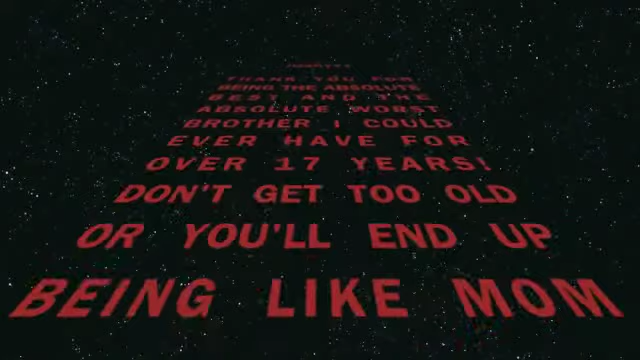 THANK YOU FOR
BEING THE ABSOLUTE
BEST AND THE
ABSOLUTE WORST
BROTHER I COULD
EVER HAVE FOR
OVER 17 YEARS!
DON'T GET TOO OLD
OR YOU'LL END UP
BEING LIKE MOM